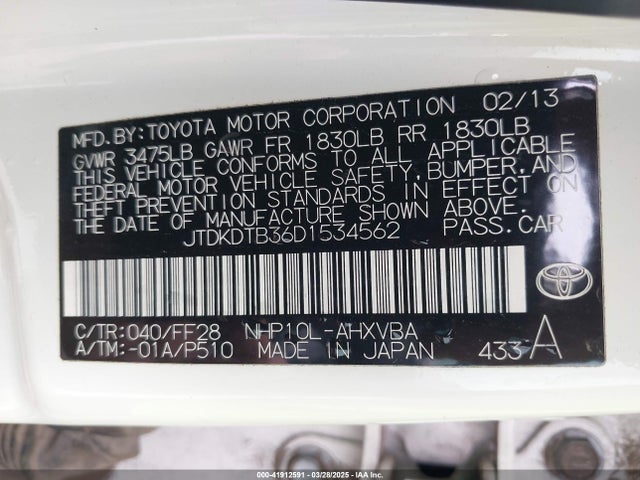 MFD.BY:TOYOTA MOTOR CORPORATION 02/13
GVWR 3475LB GAWR FR 1830LB RR 1830LB
THIS VEHICLE CONFORMS TO ALL APPLICABLE
FEDERAL MOTOR VEHICLE SAFETY,BUMPER,AND
THEFT PREVENTION STANDARDS IN EFFECT ON
THE DATE OF MANUFACTURE SHOWN ABOVE.
JTDKDTB36D1534562 PASS.CAR
C/TR:040/FF28 NHP10L-AHXVBA
A/TM:-01A/P510 MADE IN JAPAN 433 A
000-41912591 | 03/28/2025 | IAA Inc.